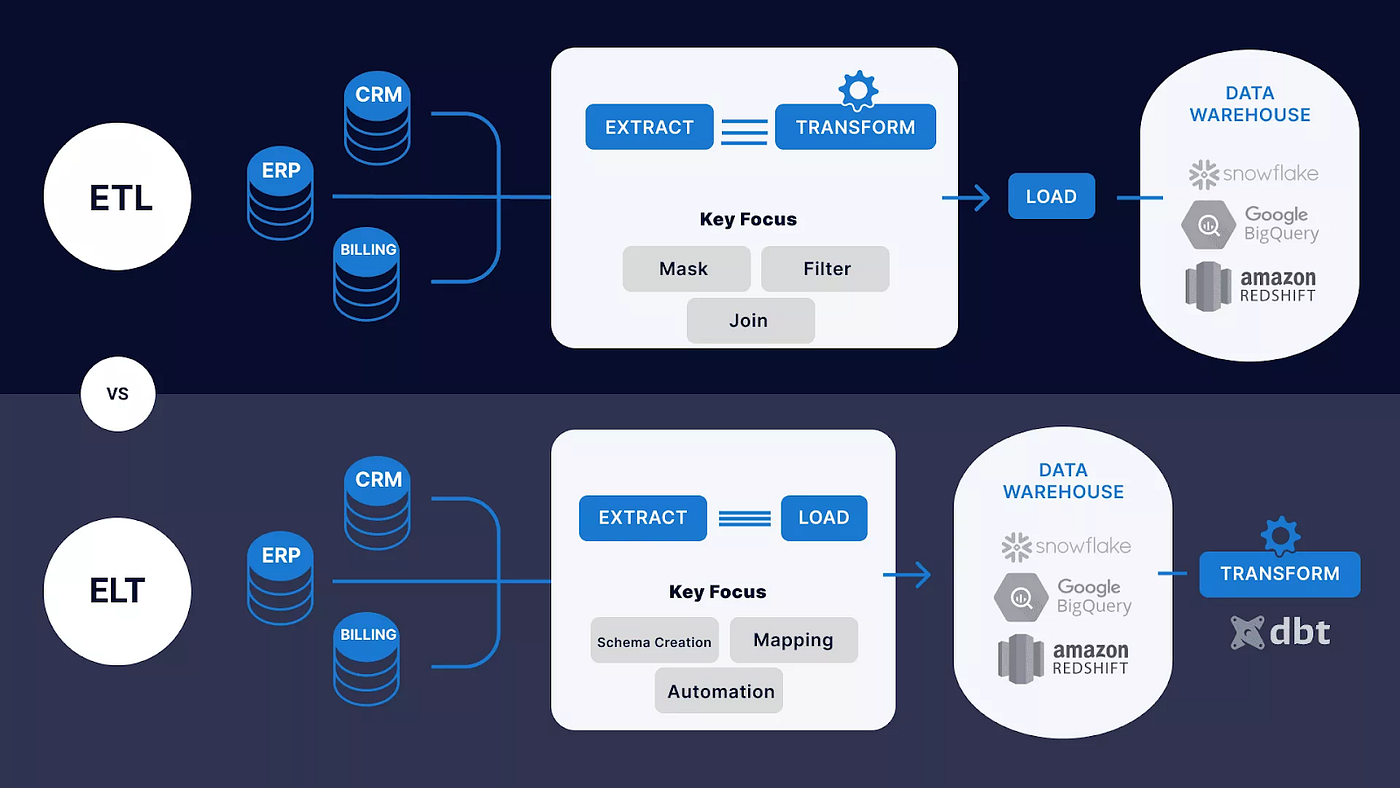 ETL
CRM
ERP
BILLING
EXTRACT
TRANSFORM
Key Focus
Mask
Filter
Join
LOAD
DATA
WAREHOUSE
snowflake
Google
BigQuery
amazon
REDSHIFT
VS
ELT
CRM
ERP
BILLING
EXTRACT
LOAD
Key Focus
Schema Creation
Mapping
Automation
DATA
WAREHOUSE
snowflake
Google
BigQuery
amazon
REDSHIFT
TRANSFORM
dbt